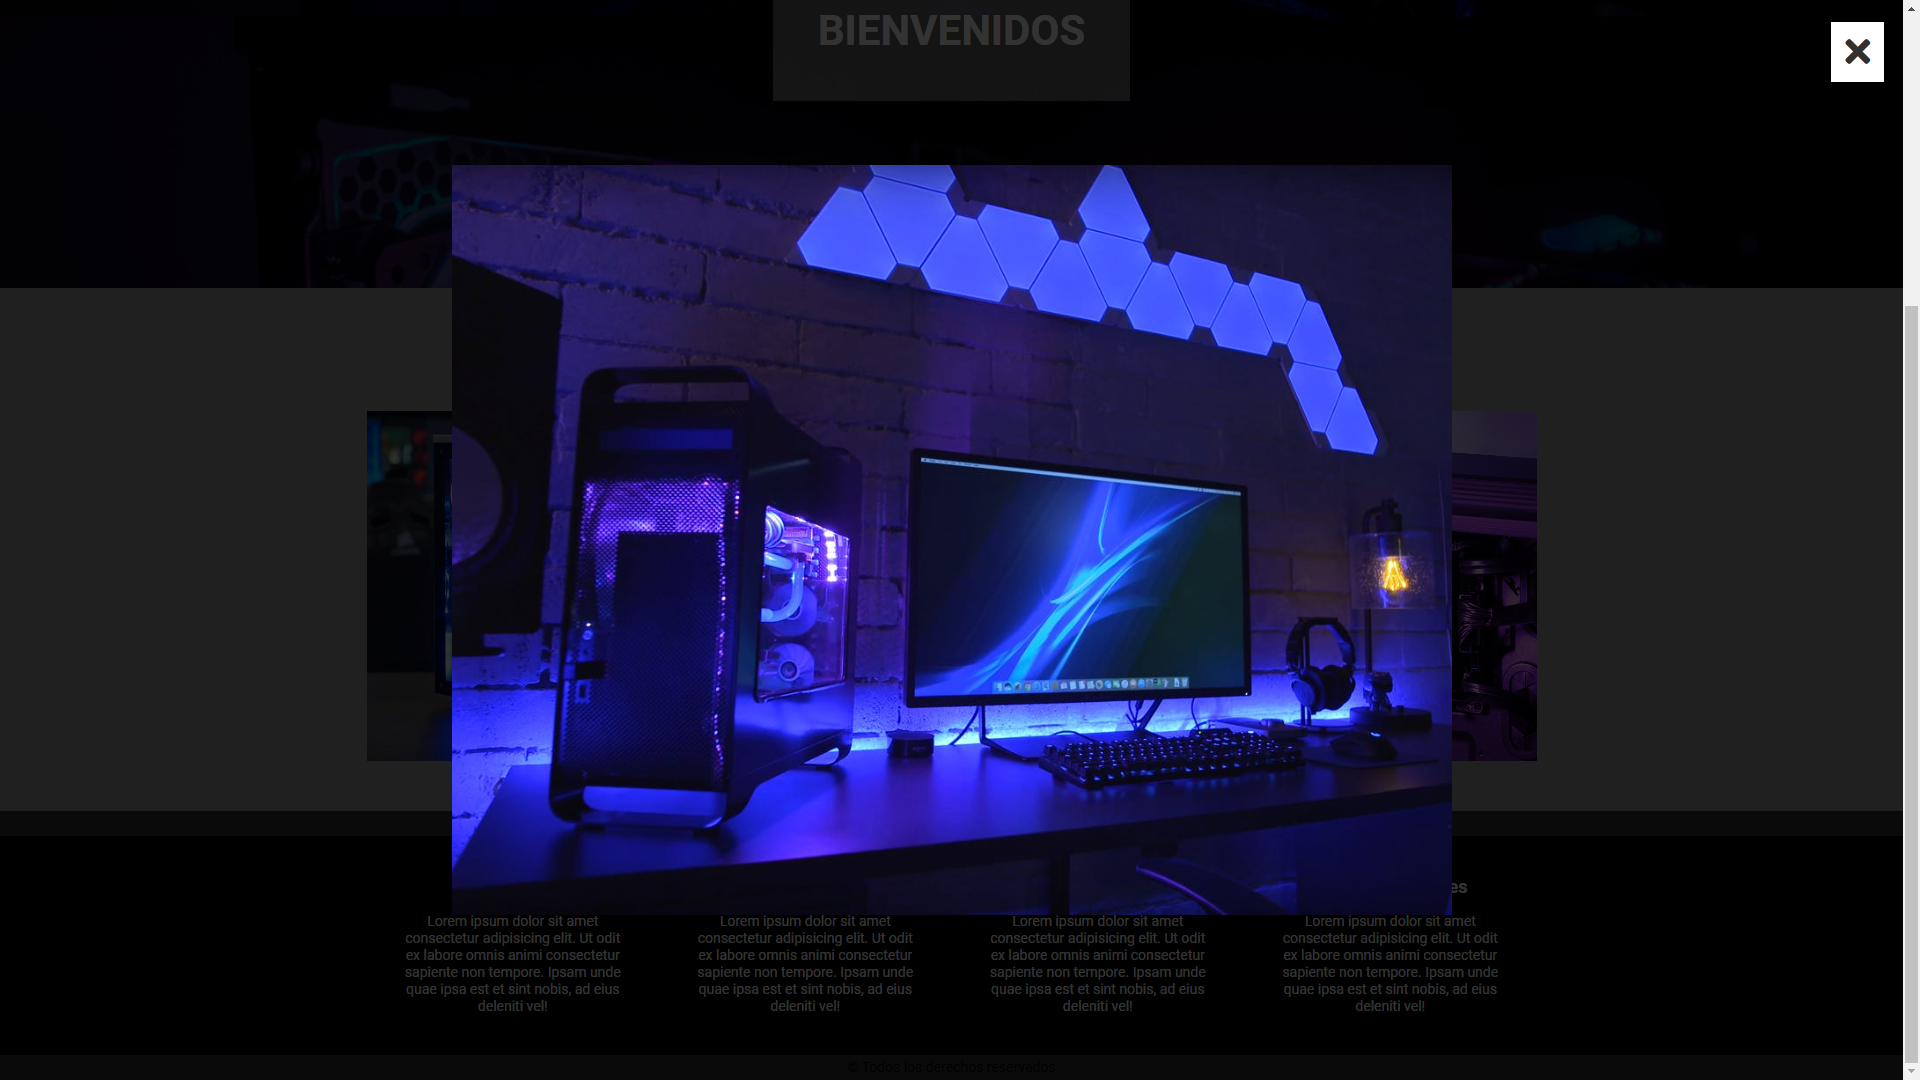 BIENVENIDOS
es
Lorem ipsum dolor sit amet
consectetur adipisicing elit. Ut odit
ex labore omnis animi consectetur
sapiente non tempore. Ipsam unde
quae ipsa est et sint nobis, ad eius
deleniti vel!
Lorem ipsum dolor sit amet
consectetur adipisicing elit. Ut odit
ex labore omnis animi consectetur
sapiente non tempore. Ipsam unde
quae ipsa est et sint nobis, ad eius
deleniti vel!
Lorem ipsum dolor sit amet
consectetur adipisicing elit. Ut odit
ex labore omnis animi consectetur
sapiente non tempore. Ipsam unde
quae ipsa est et sint nobis, ad eius
deleniti vel!
Lorem ipsum dolor sit amet
consectetur adipisicing elit. Ut odit
ex labore omnis animi consectetur
sapiente non tempore. Ipsam unde
quae ipsa est et sint nobis, ad eius
deleniti vel!
© Todos los derechos reservados